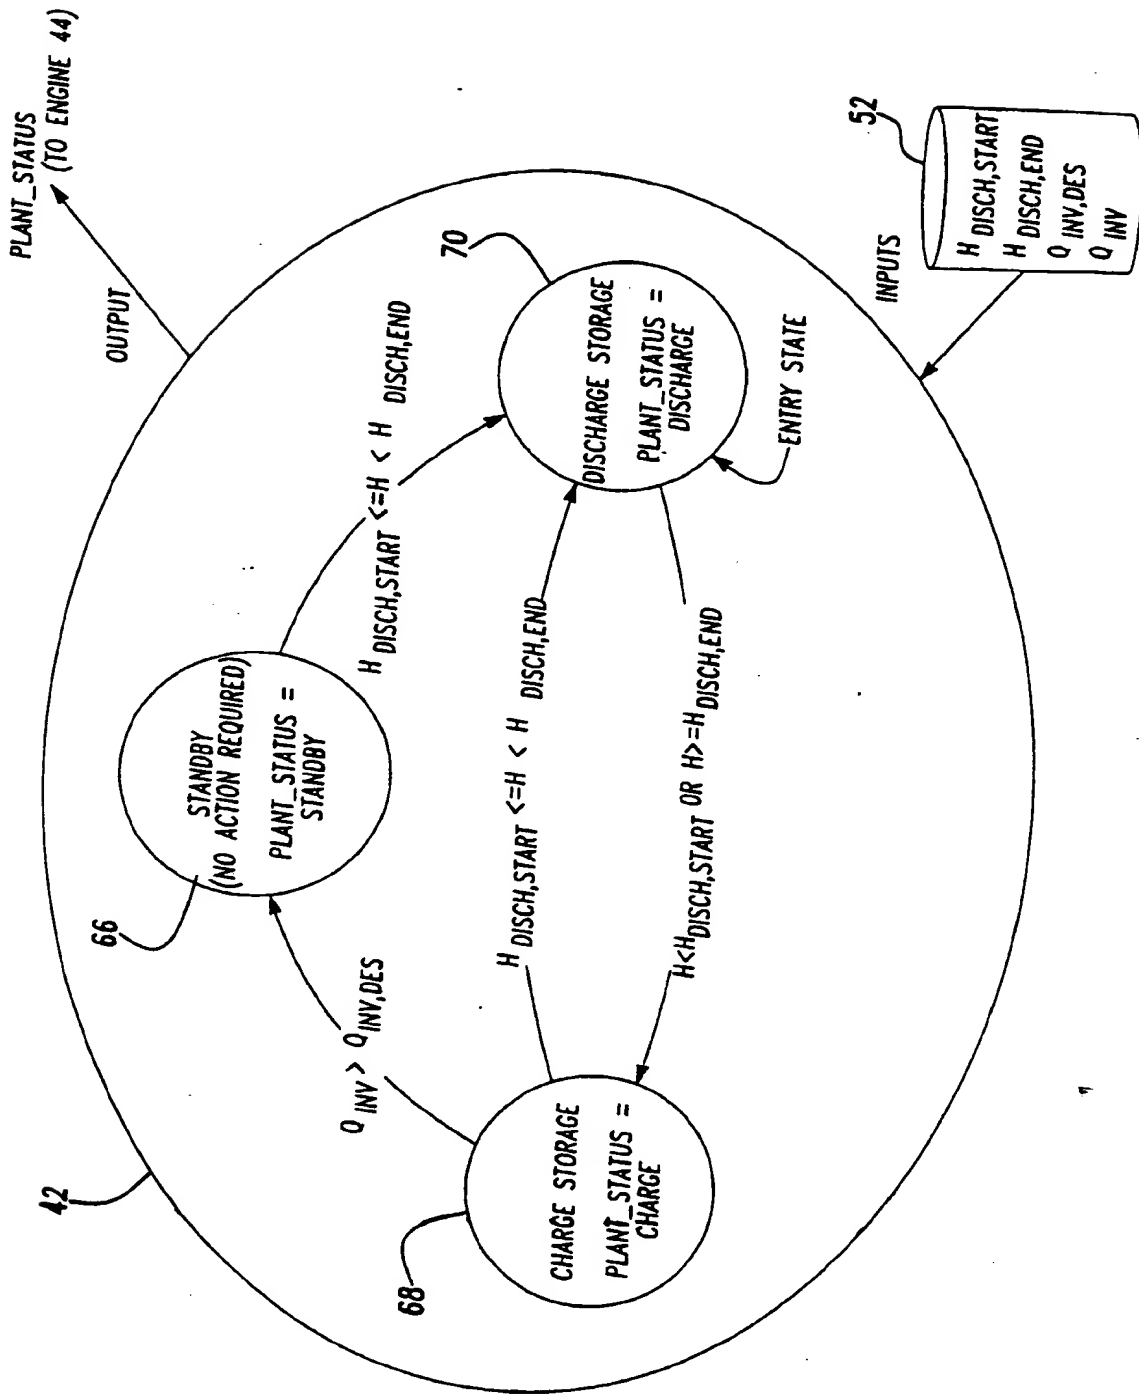 42
PLANT_STATUS
(TO ENGINE 44)
OUTPUT
66
STANDBY
(NO ACTION REQUIRED)
PLANT_STATUS =
STANDBY
Q INV > Q INV,DES
H DISCH,START <=H < H DISCH,END
68
CHARGE STORAGE
PLANT_STATUS =
CHARGE
H DISCH,START <=H < H DISCH,END
H<H DISCH,START OR H>=H DISCH,END
70
DISCHARGE STORAGE
PLANT_STATUS =
DISCHARGE
ENTRY STATE
INPUTS
52
H DISCH,START
H DISCH,END
Q INV,DES
Q INV